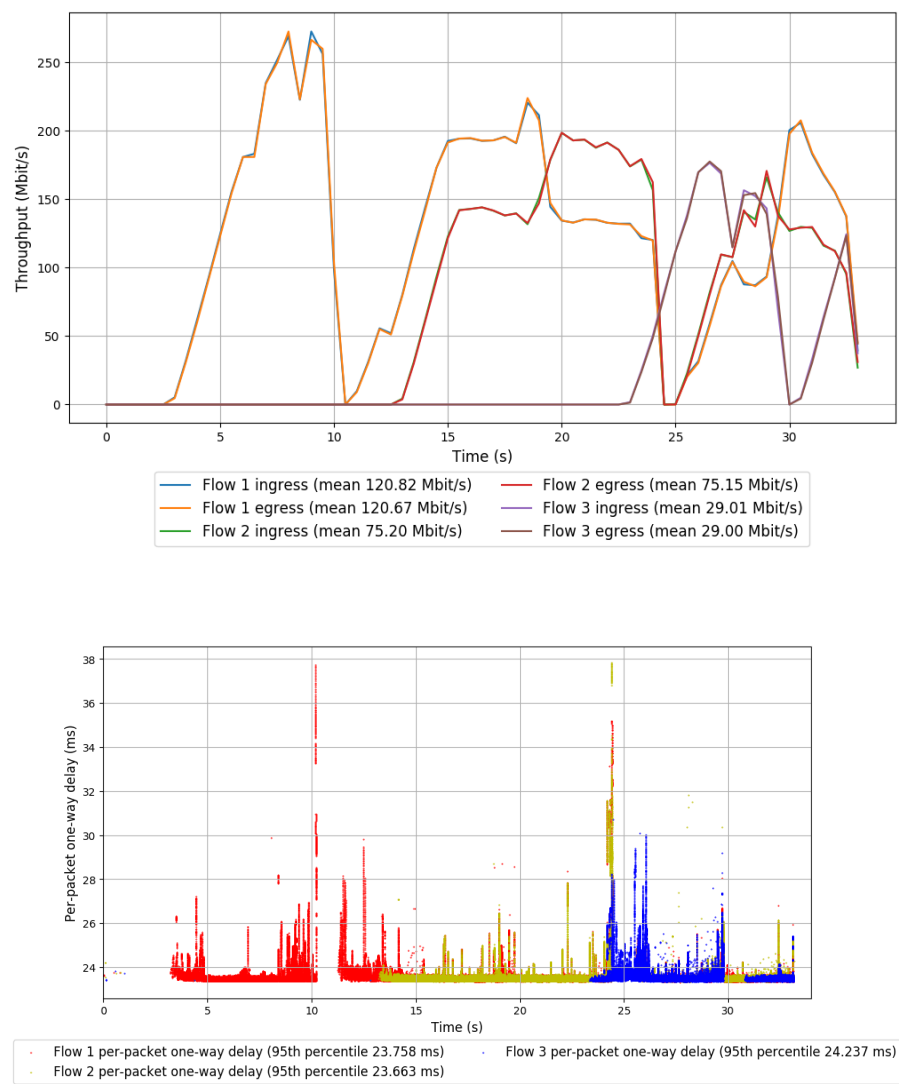 250
200
150
100
50
0
Throughput (Mbit/s)
0 5 10 15 20 25 30
Time (s)
Flow 1 ingress (mean 120.82 Mbit/s) Flow 2 egress (mean 75.15 Mbit/s)
Flow 1 egress (mean 120.67 Mbit/s) Flow 3 ingress (mean 29.01 Mbit/s)
Flow 2 ingress (mean 75.20 Mbit/s) Flow 3 egress (mean 29.00 Mbit/s)
38
36
34
32
30
28
26
24
Per-packet one-way delay (ms)
0 5 10 15 20 25 30
Time (s)
Flow 1 per-packet one-way delay (95th percentile 23.758 ms) Flow 3 per-packet one-way delay (95th percentile 24.237 ms)
Flow 2 per-packet one-way delay (95th percentile 23.663 ms)